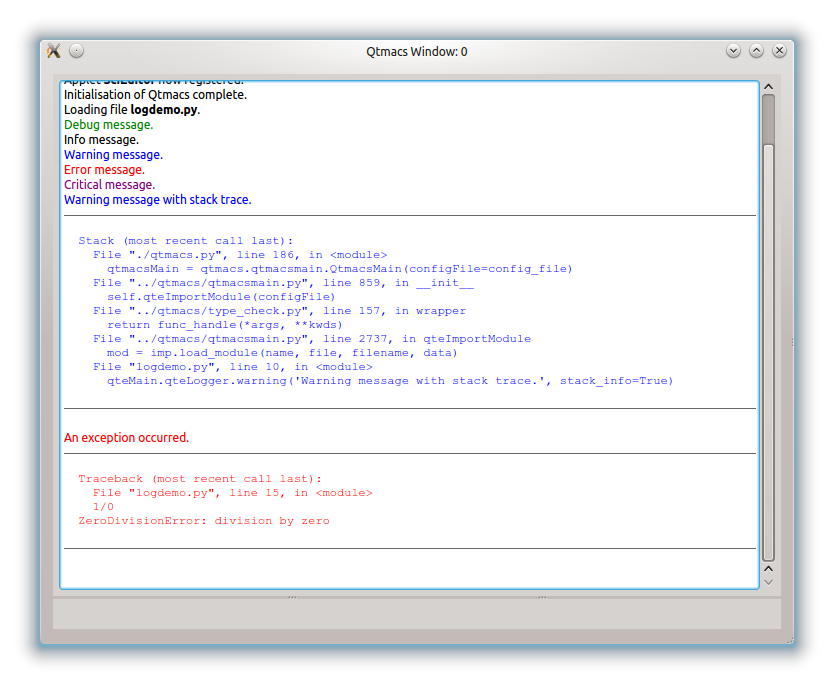 Qtmacs Window: 0
Applet SciEditor now registered.
Initialisation of Qtmacs complete.
Loading file logdemo.py.
Debug message.
Info message.
Warning message.
Error message.
Critical message.
Warning message with stack trace.
Stack (most recent call last):
File "./qtmacs.py", line 186, in <module>
qtmacsMain = qtmacs.qtmacsmain.QtmacsMain(configFile=config_file)
File "../qtmacs/qtmacsmain.py", line 859, in __init__
self.qteImportModule(configFile)
File "../qtmacs/type_check.py", line 157, in wrapper
return func_handle(*args, **kwds)
File "../qtmacs/qtmacsmain.py", line 2737, in qteImportModule
mod = imp.load_module(name, file, filename, data)
File "logdemo.py", line 10, in <module>
qteMain.qteLogger.warning('Warning message with stack trace.', stack_info=True)
An exception occurred.
Traceback (most recent call last):
File "logdemo.py", line 15, in <module>
1/0
ZeroDivisionError: division by zero